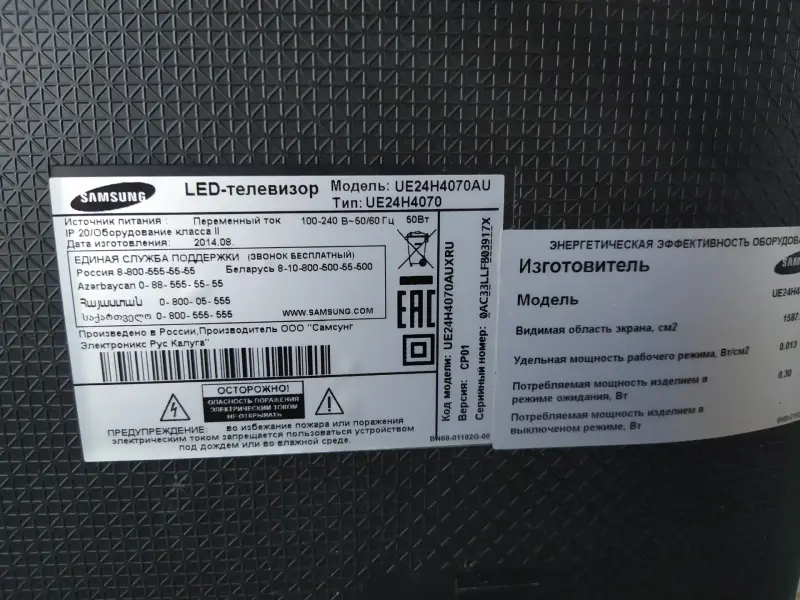 SAMSUNG LED-телевизор Модель: UE24H4070AU
Тип: UE24H4070
Источник питания : Переменный ток 100-240 В~50/60 Гц 50Вт
IP 20/Оборудование класса II
Дата изготовления: 2014.08.
ЕДИНАЯ СЛУЖБА ПОДДЕРЖКИ (ЗВОНОК БЕСПЛАТНЫЙ)
Россия 8-800-555-55-55 Беларусь 8-10-800-500-55-500
Azərbaycan 0-88-555-55-55
Հայաստան 0-800-05-555
საქართველო 0-800-555-555 WWW.SAMSUNG.COM
Произведено в России,Производитель ООО "Самсунг
Электроникс Рус Калуга"
ОСТОРОЖНО!
ОПАСНОСТЬ ПОРАЖЕНИЯ
ЭЛЕКТРИЧЕСКИМ ТОКОМ
НЕ ОТКРЫВАТЬ
ПРЕДУПРЕЖДЕНИЕ: во избежание пожара или поражения
электрическим током запрещается пользоваться устройством
под дождем или во влажной среде.
EAC
Код модели: UE24H4070AUXRU
Версия: CP01
Серийный номер: 0AC33LLFB03917X
BN68-01182G-00
ЭНЕРГЕТИЧЕСКАЯ ЭФФЕКТИВНОСТЬ ОБОРУДОВА
Изготовитель SAM
Модель UE24H4
Видимая область экрана, см2 1587.
Удельная мощность рабочего режима, Вт/см2 0.013
Потребляемая мощность изделием в
режиме ожидания, Вт 0.30
Потребляемая мощность изделием в
выключеном режиме, Вт